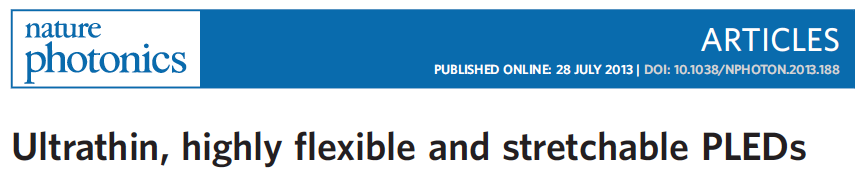 nature
photonics
ARTICLES
PUBLISHED ONLINE: 28 JULY 2013 | DOI: 10.1038/NPHOTON.2013.188
Ultrathin, highly flexible and stretchable PLEDs